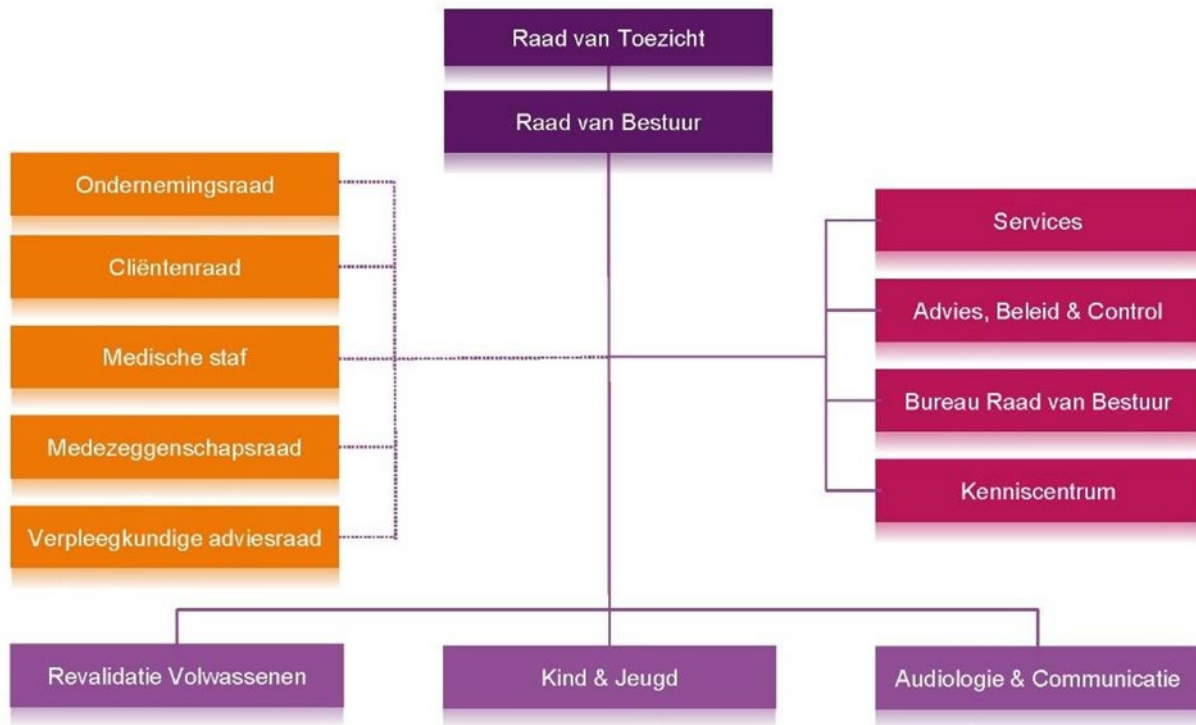 Raad van Toezicht
Raad van Bestuur
Ondernemingsraad
Cliëntenraad
Medische staf
Medezeggenschapsraad
Verpleegkundige adviesraad
Services
Advies, Beleid & Control
Bureau Raad van Bestuur
Kenniscentrum
Revalidatie Volwassenen
Kind & Jeugd
Audiologie & Communicatie